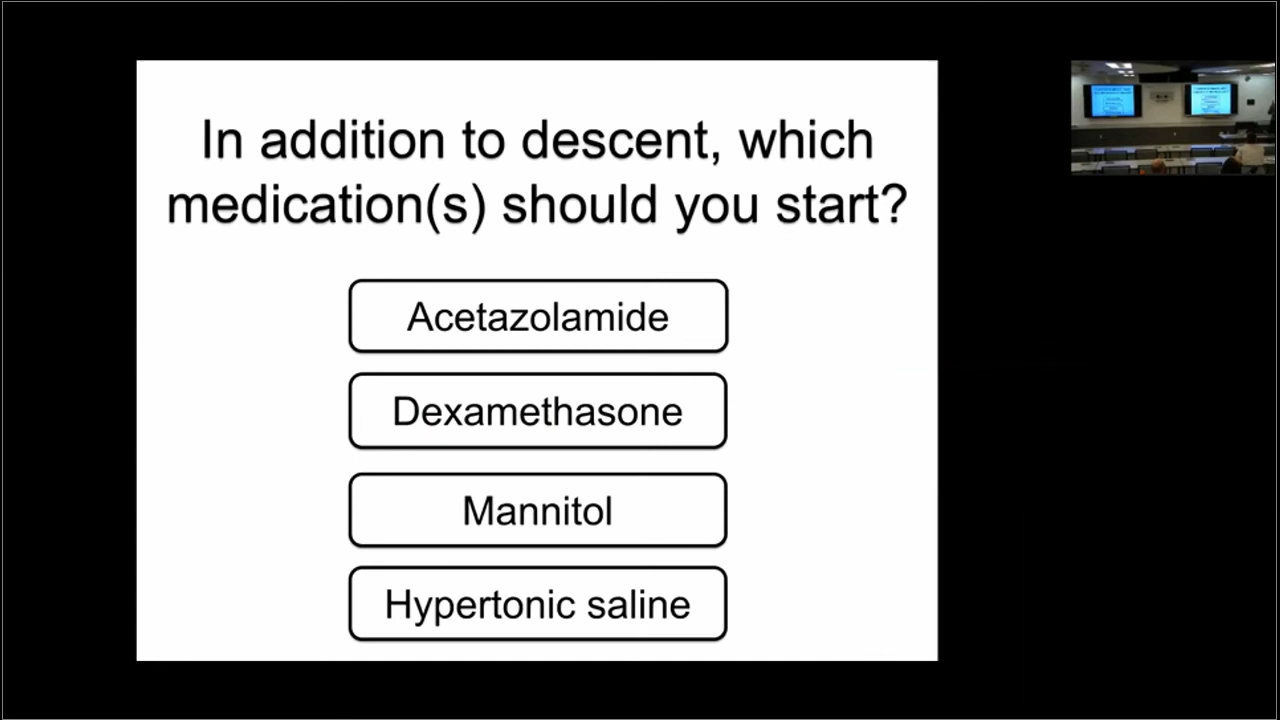 In addition to descent, which
medication(s) should you start?
Acetazolamide
Dexamethasone
Mannitol
Hypertonic saline